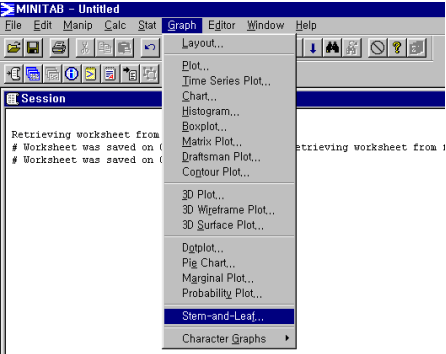 MINITAB - Untitled
File Edit Manip Calc Stat Graph Editor Window Help
Layout...
Plot...
Time Series Plot...
Chart...
Histogram...
Boxplot...
Matrix Plot...
Draftsman Plot...
Contour Plot...
3D Plot...
3D Wireframe Plot...
3D Surface Plot...
Dotplot...
Pie Chart...
Marginal Plot...
Probability Plot...
Stem-and-Leaf...
Character Graphs
Session
Retrieving worksheet from
# Worksheet was saved on etrieving worksheet from
# Worksheet was saved on